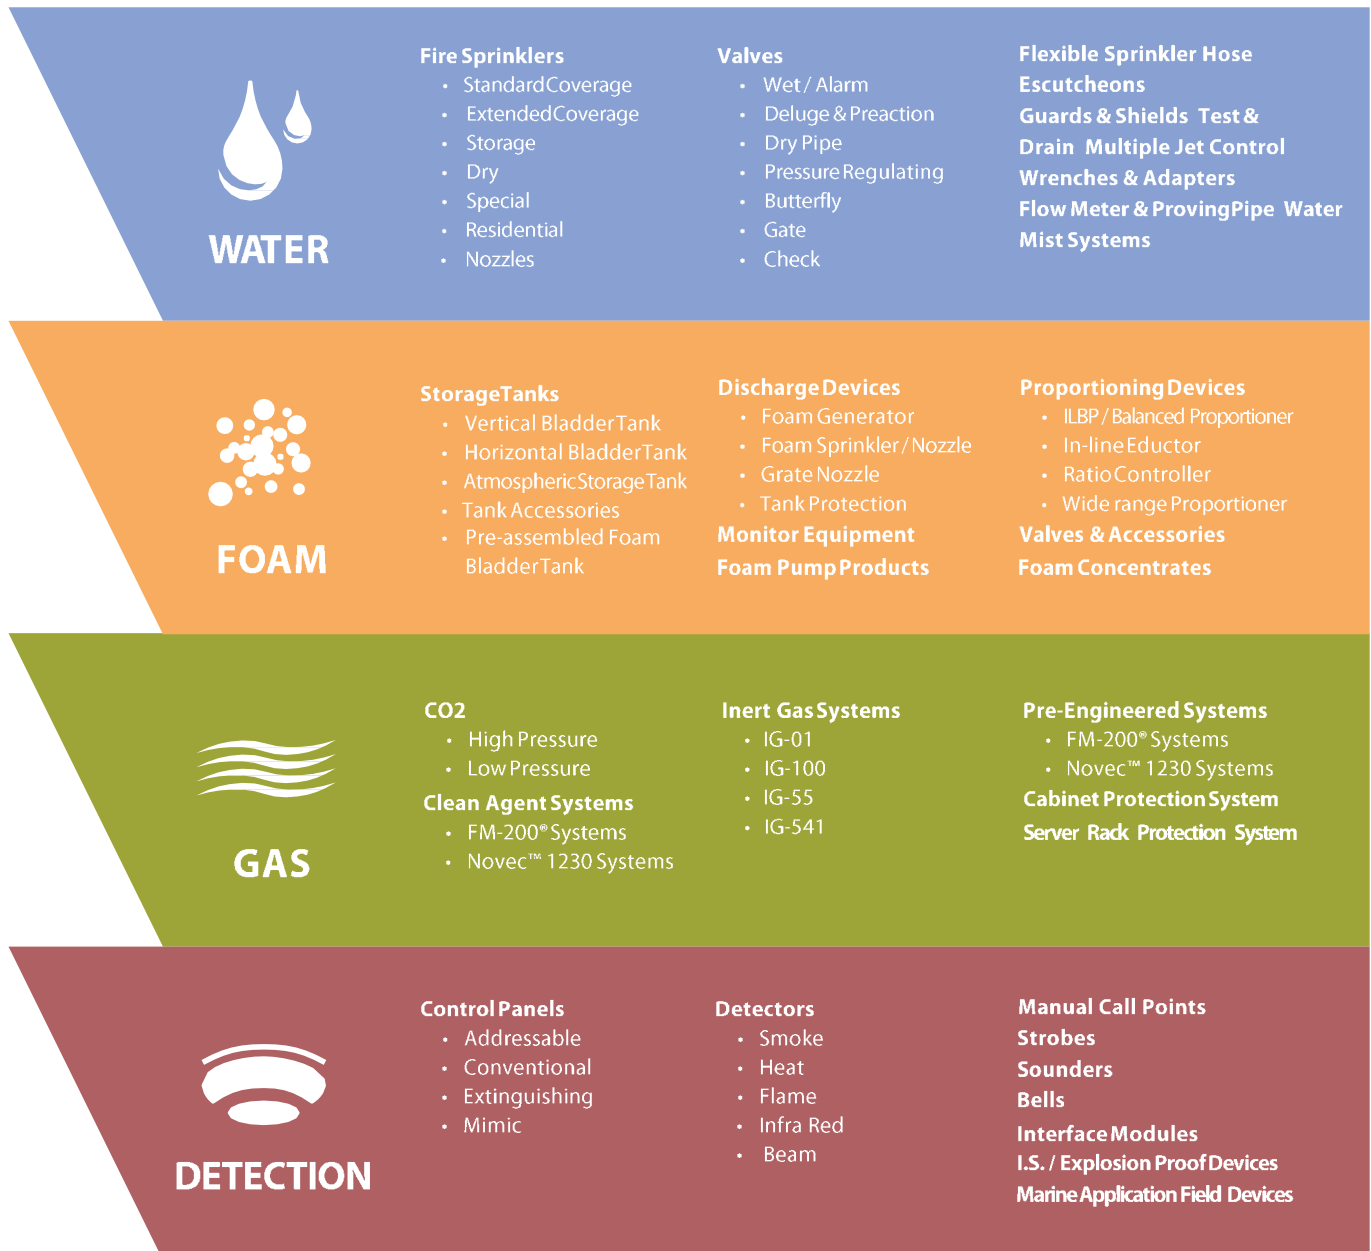 WATER
Fire Sprinklers
• Standard Coverage
• Extended Coverage
• Storage
• Dry
• Special
• Residential
• Nozzles
Valves
• Wet / Alarm
• Deluge & Preaction
• Dry Pipe
• Pressure Regulating
• Butterfly
• Gate
• Check
Flexible Sprinkler Hose
Escutcheons
Guards & Shields Test &
Drain Multiple Jet Control
Wrenches & Adapters
Flow Meter & Proving Pipe Water
Mist Systems
FOAM
Storage Tanks
• Vertical Bladder Tank
• Horizontal Bladder Tank
• Atmospheric Storage Tank
• Tank Accessories
• Pre-assembled Foam
Bladder Tank
Discharge Devices
• Foam Generator
• Foam Sprinkler / Nozzle
• Grate Nozzle
• Tank Protection
Monitor Equipment
Foam Pump Products
Proportioning Devices
• ILBP / Balanced Proportioner
• In-line Eductor
• Ratio Controller
• Wide range Proportioner
Valves & Accessories
Foam Concentrates
GAS
CO2
• High Pressure
• Low Pressure
Clean Agent Systems
• FM-200® Systems
• Novec™ 1230 Systems
Inert Gas Systems
• IG-01
• IG-100
• IG-55
• IG-541
Pre-Engineered Systems
• FM-200® Systems
• Novec™ 1230 Systems
Cabinet Protection System
Server Rack Protection System
DETECTION
Control Panels
• Addressable
• Conventional
• Extinguishing
• Mimic
Detectors
• Smoke
• Heat
• Flame
• Infra Red
• Beam
Manual Call Points
Strobes
Sounders
Bells
Interface Modules
I.S. / Explosion Proof Devices
Marine Application Field Devices